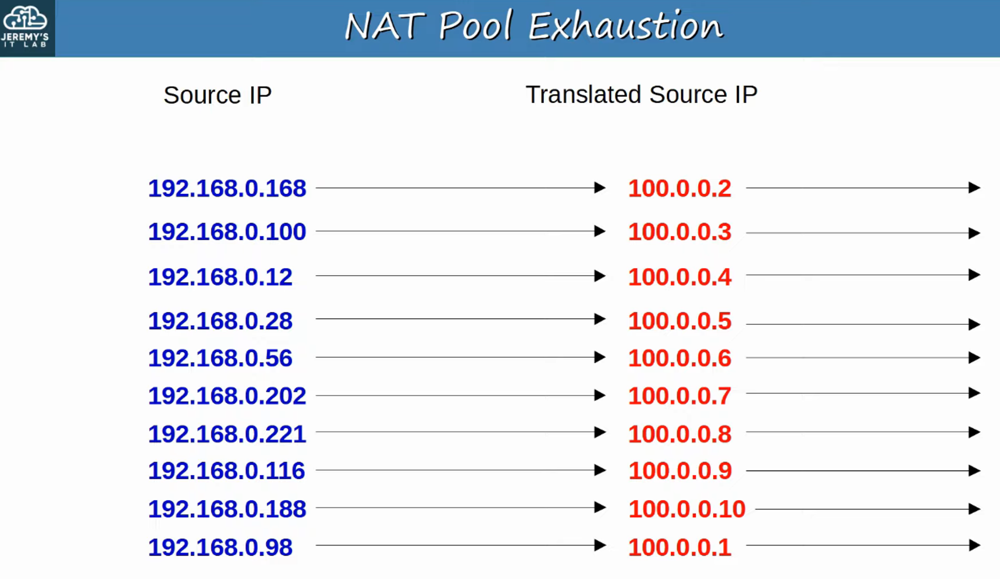 JEREMY'S
IT LAB
NAT Pool Exhaustion
Source IP Translated Source IP
192.168.0.168 100.0.0.2
192.168.0.100 100.0.0.3
192.168.0.12 100.0.0.4
192.168.0.28 100.0.0.5
192.168.0.56 100.0.0.6
192.168.0.202 100.0.0.7
192.168.0.221 100.0.0.8
192.168.0.116 100.0.0.9
192.168.0.188 100.0.0.10
192.168.0.98 100.0.0.1